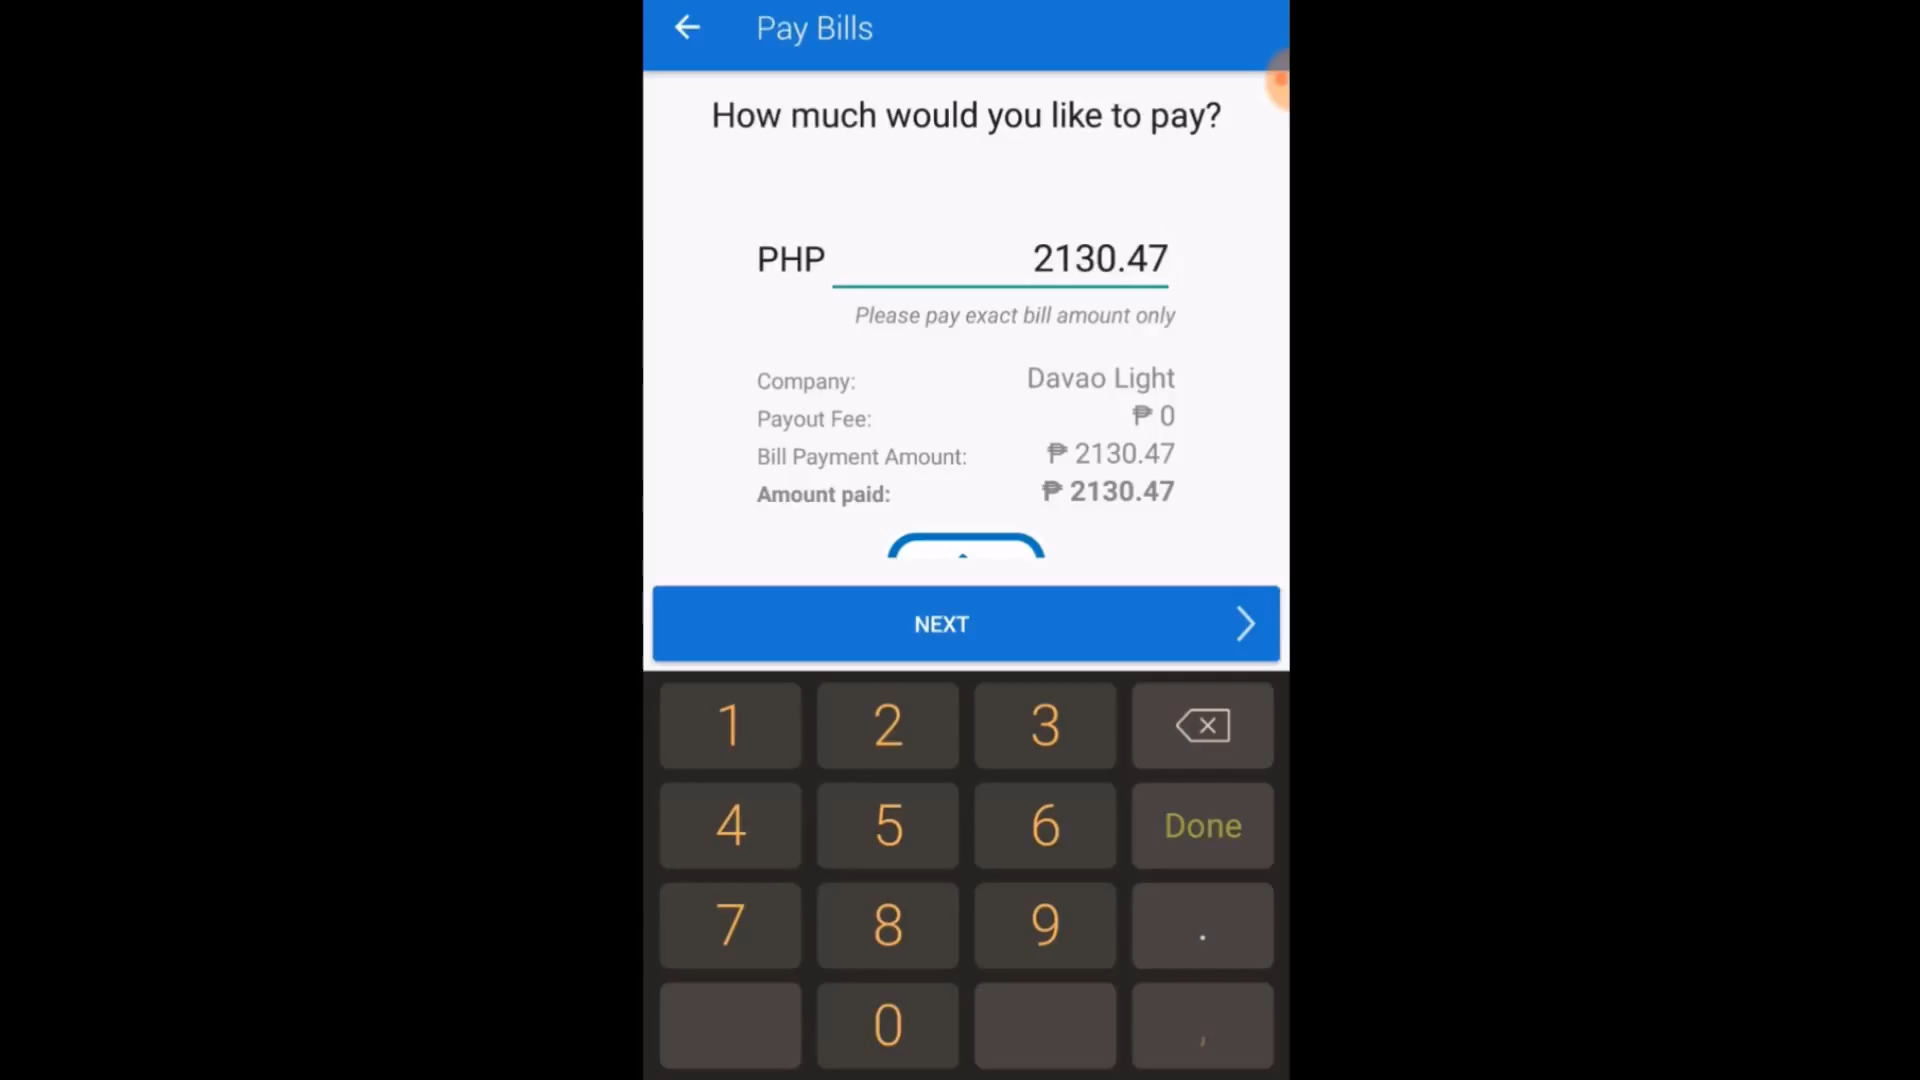 Pay Bills
How much would you like to pay?
PHP 2130.47
Please pay exact bill amount only
Company: Davao Light
Payout Fee: ₱ 0
Bill Payment Amount: ₱ 2130.47
Amount paid: ₱ 2130.47
NEXT
1 2 3
4 5 6 Done
7 8 9 .
0 ,